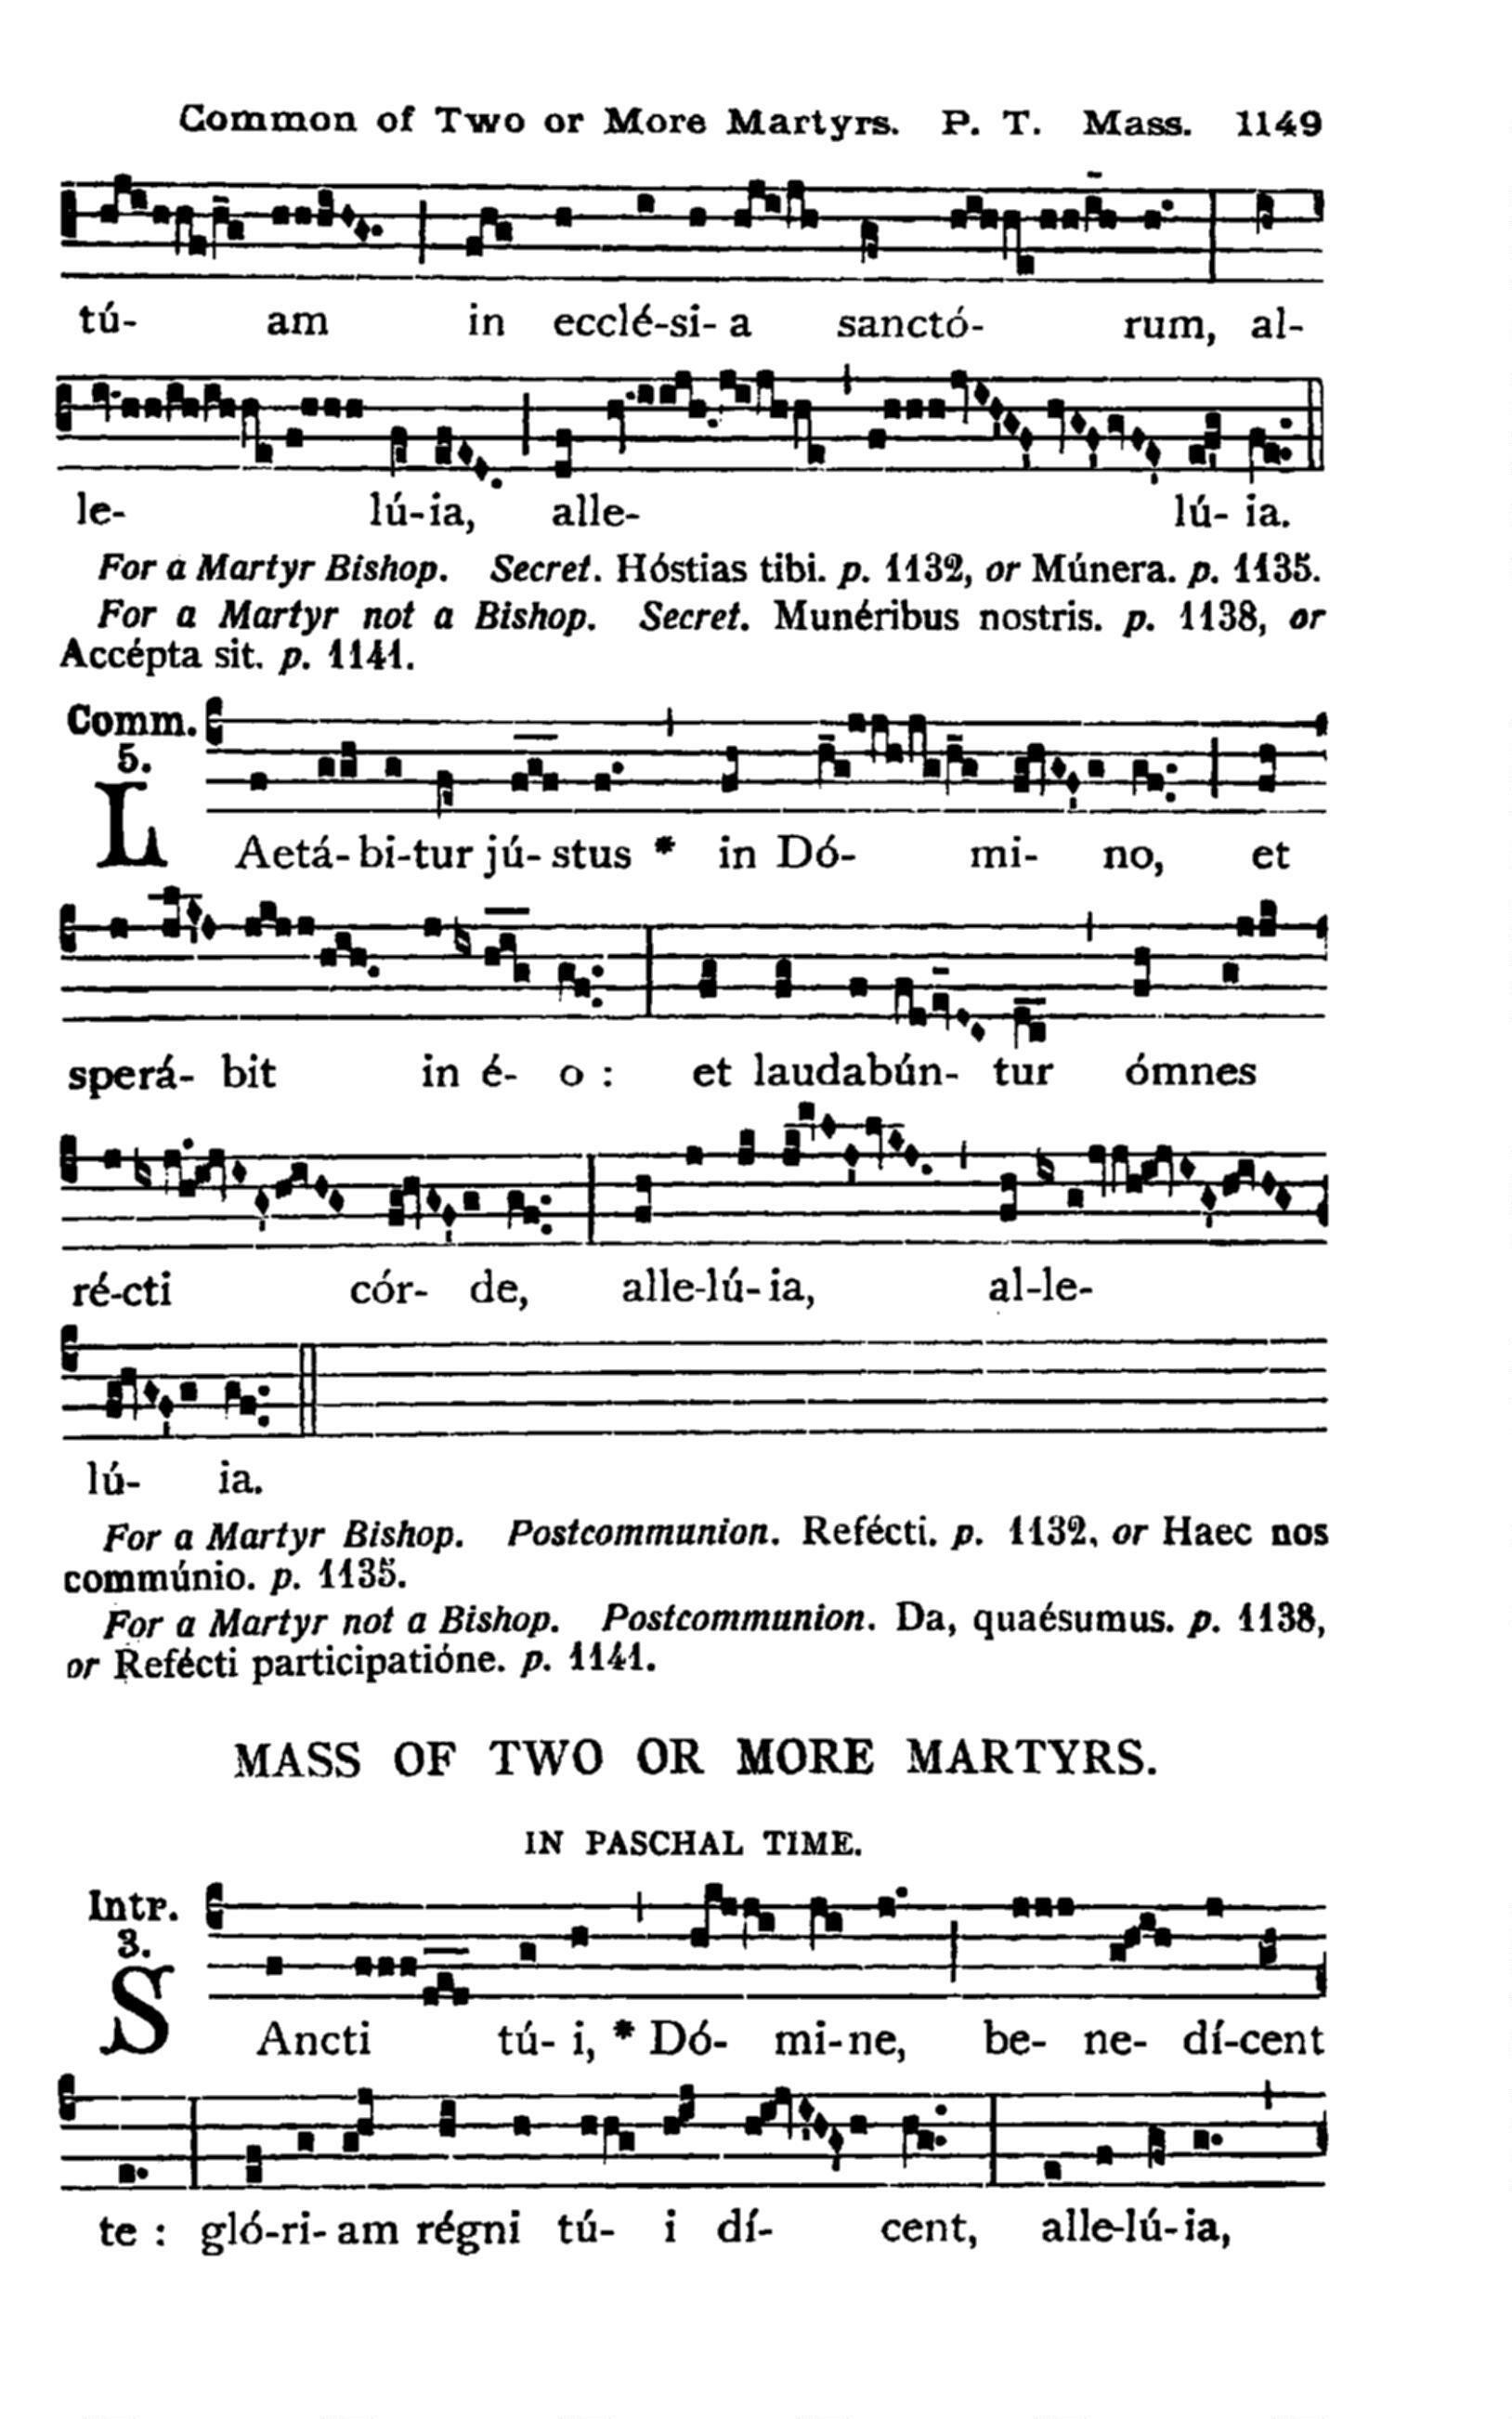 Common of Two or More Martyrs. P. T. Mass. 1149
tú- am in ecclé-si- a sanctó- rum, al-
le- lú-ia, alle- lú- ia.
For a Martyr Bishop. Secret. Hóstias tibi. p. 1132, or Múnera. p. 1135.
For a Martyr not a Bishop. Secret. Munéribus nostris. p. 1138, or
Accépta sit. p. 1141.
Comm.
5.
LAetá-bi-tur jú- stus * in Dó- mi- no, et
sperá- bit in é- o : et laudabún- tur ómnes
ré-cti cór- de, alle-lú-ia, al-le-
lú- ia.
For a Martyr Bishop. Postcommunion. Refécti. p. 1132, or Haec nos
commúnio. p. 1135.
For a Martyr not a Bishop. Postcommunion. Da, quaésumus. p. 1138,
or Refécti participatióne. p. 1141.
MASS OF TWO OR MORE MARTYRS.
IN PASCHAL TIME.
Intr.
3.
SAncti tú- i, * Dó- mi-ne, be- ne- dí-cent
te : gló-ri- am régni tú- i dí- cent, alle-lú-ia,